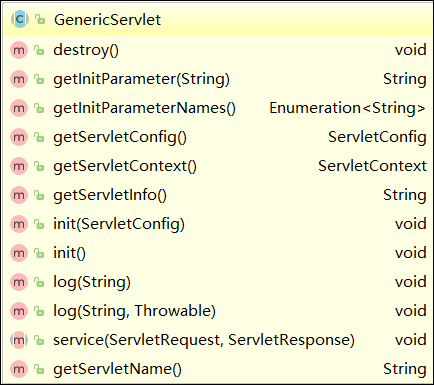 C GenericServlet
m destroy() void
m getInitParameter(String) String
m getInitParameterNames() Enumeration<String>
m getServletConfig() ServletConfig
m getServletContext() ServletContext
m getServletInfo() String
m init(ServletConfig) void
m init() void
m log(String) void
m log(String, Throwable) void
m service(ServletRequest, ServletResponse) void
m getServletName() String